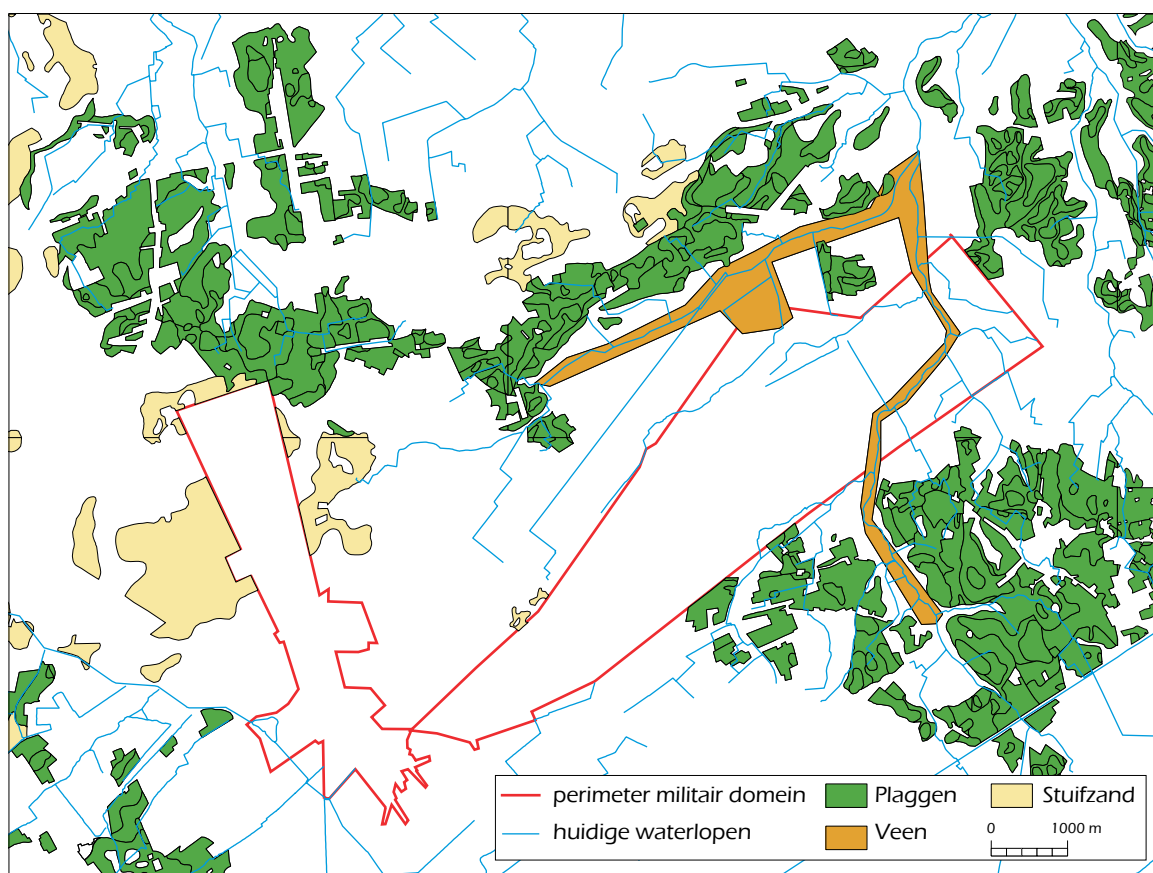 perimeter militair domein
huidige waterlopen
Plaggen
Veen
Stuifzand
0 1000 m